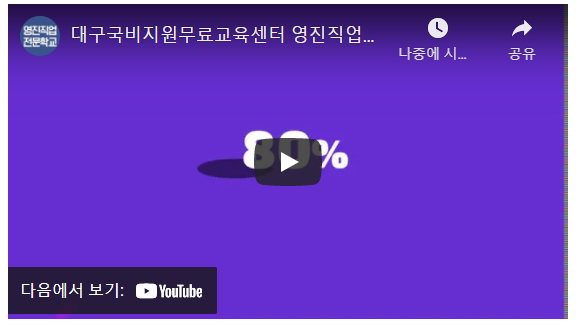 영진직업
전문학교
대구국비지원무료교육센터 영진직업...
나중에 시...
공유
80%
다음에서 보기: YouTube